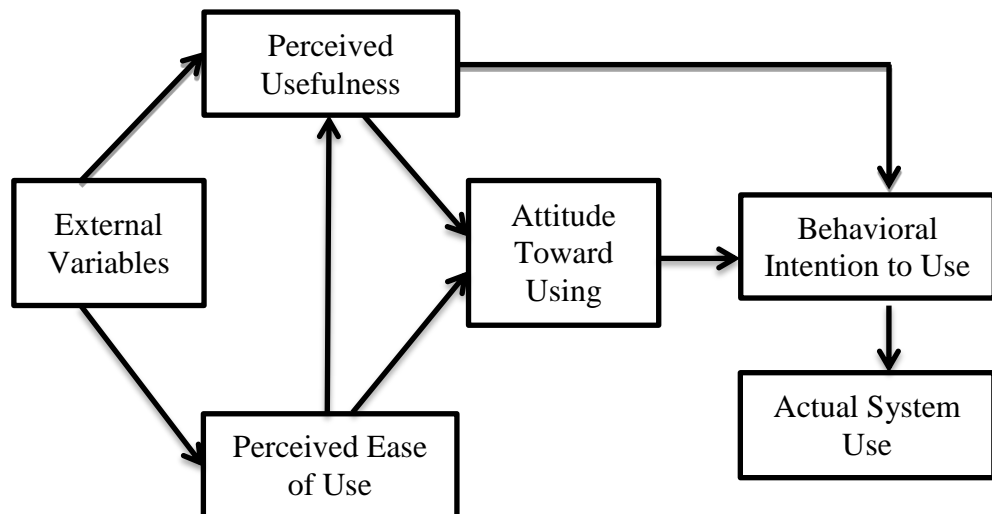 Perceived
Usefulness
External
Variables
Attitude
Toward
Using
Behavioral
Intention to Use
Perceived Ease
of Use
Actual System
Use